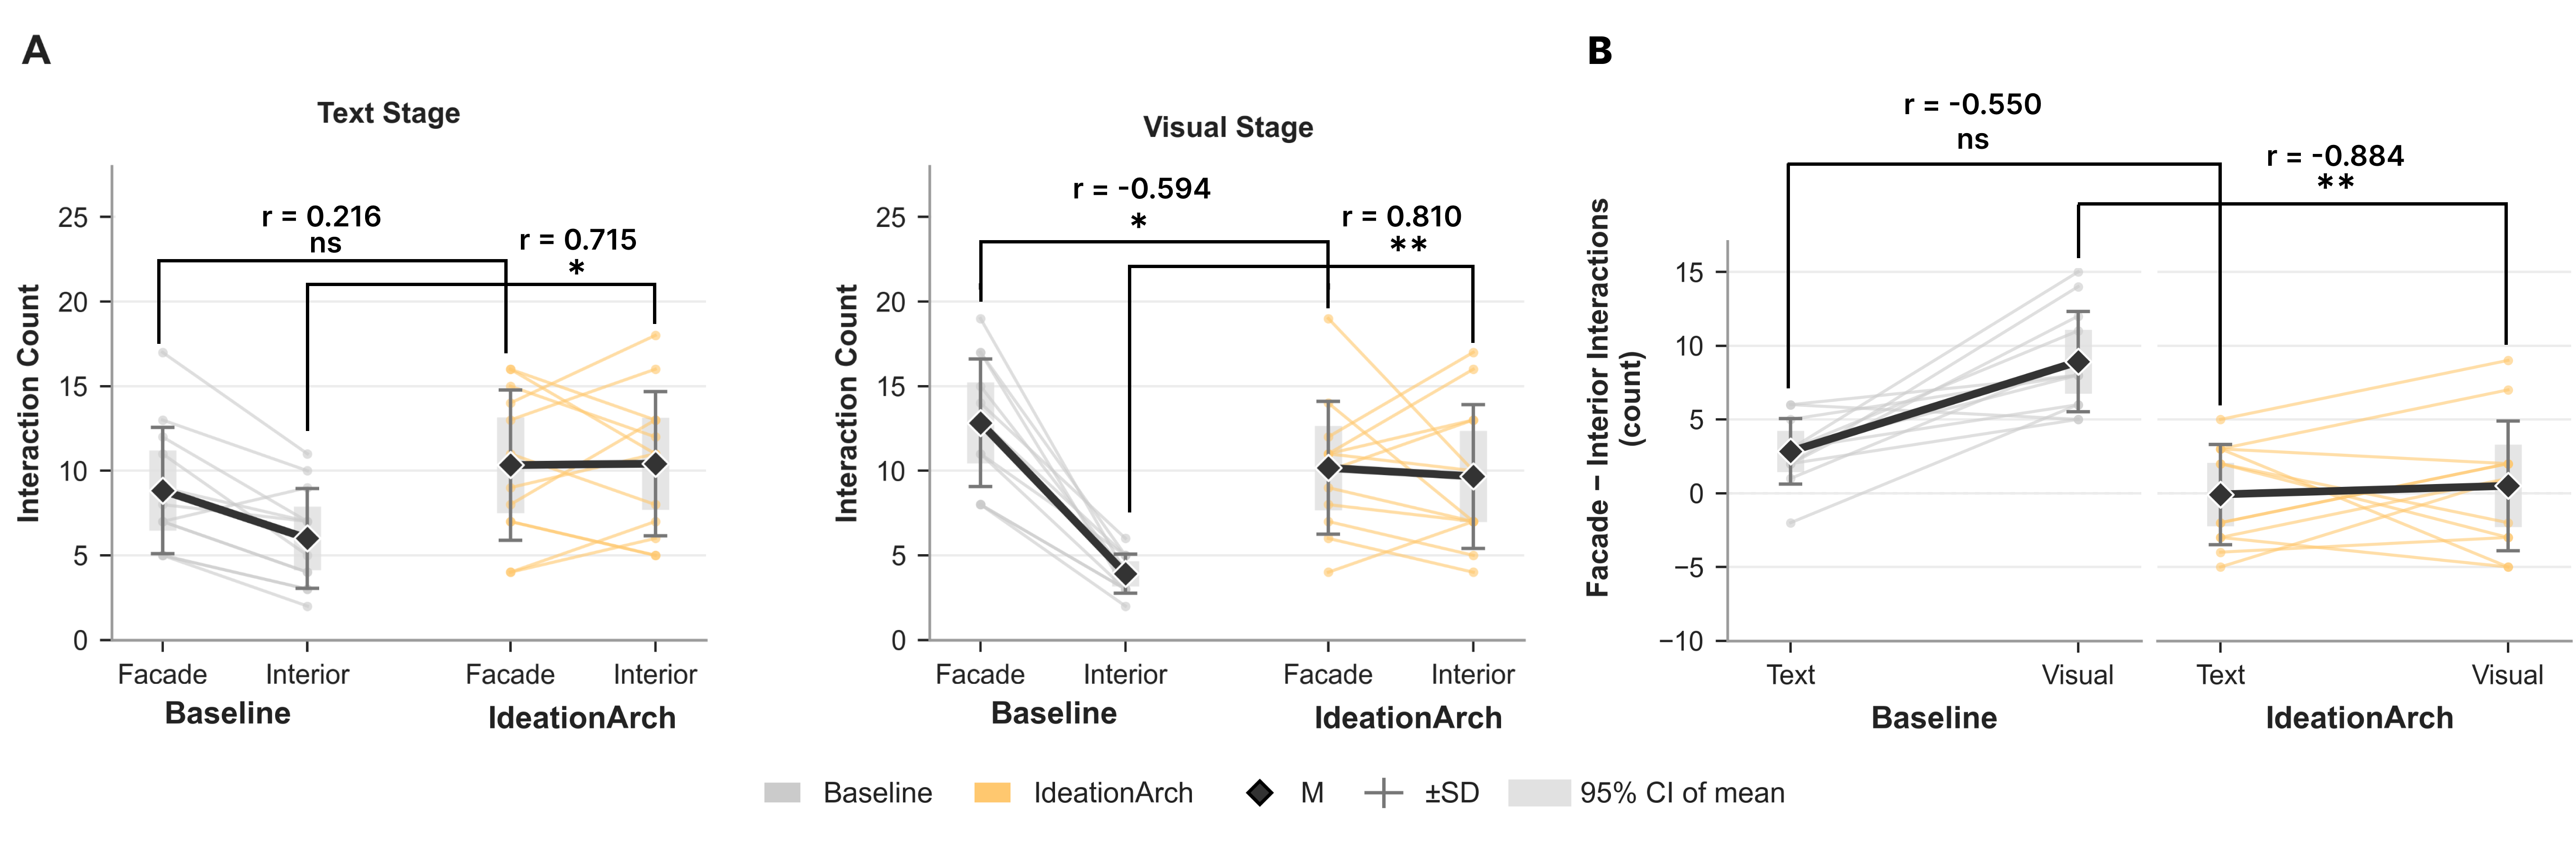 A
B
Text Stage
Visual Stage
r = 0.216
ns
r = 0.715
*
r = -0.594
*
r = 0.810
**
r = -0.550
ns
r = -0.884
**
Interaction Count
25
20
15
10
5
0
Facade
Interior
Facade
Interior
Baseline
IdeationArch
Interaction Count
25
20
15
10
5
0
Facade
Interior
Facade
Interior
Baseline
IdeationArch
Facade – Interior Interactions
(count)
15
10
5
0
−5
−10
Text
Visual
Text
Visual
Baseline
IdeationArch
Baseline
IdeationArch
M
±SD
95% CI of mean